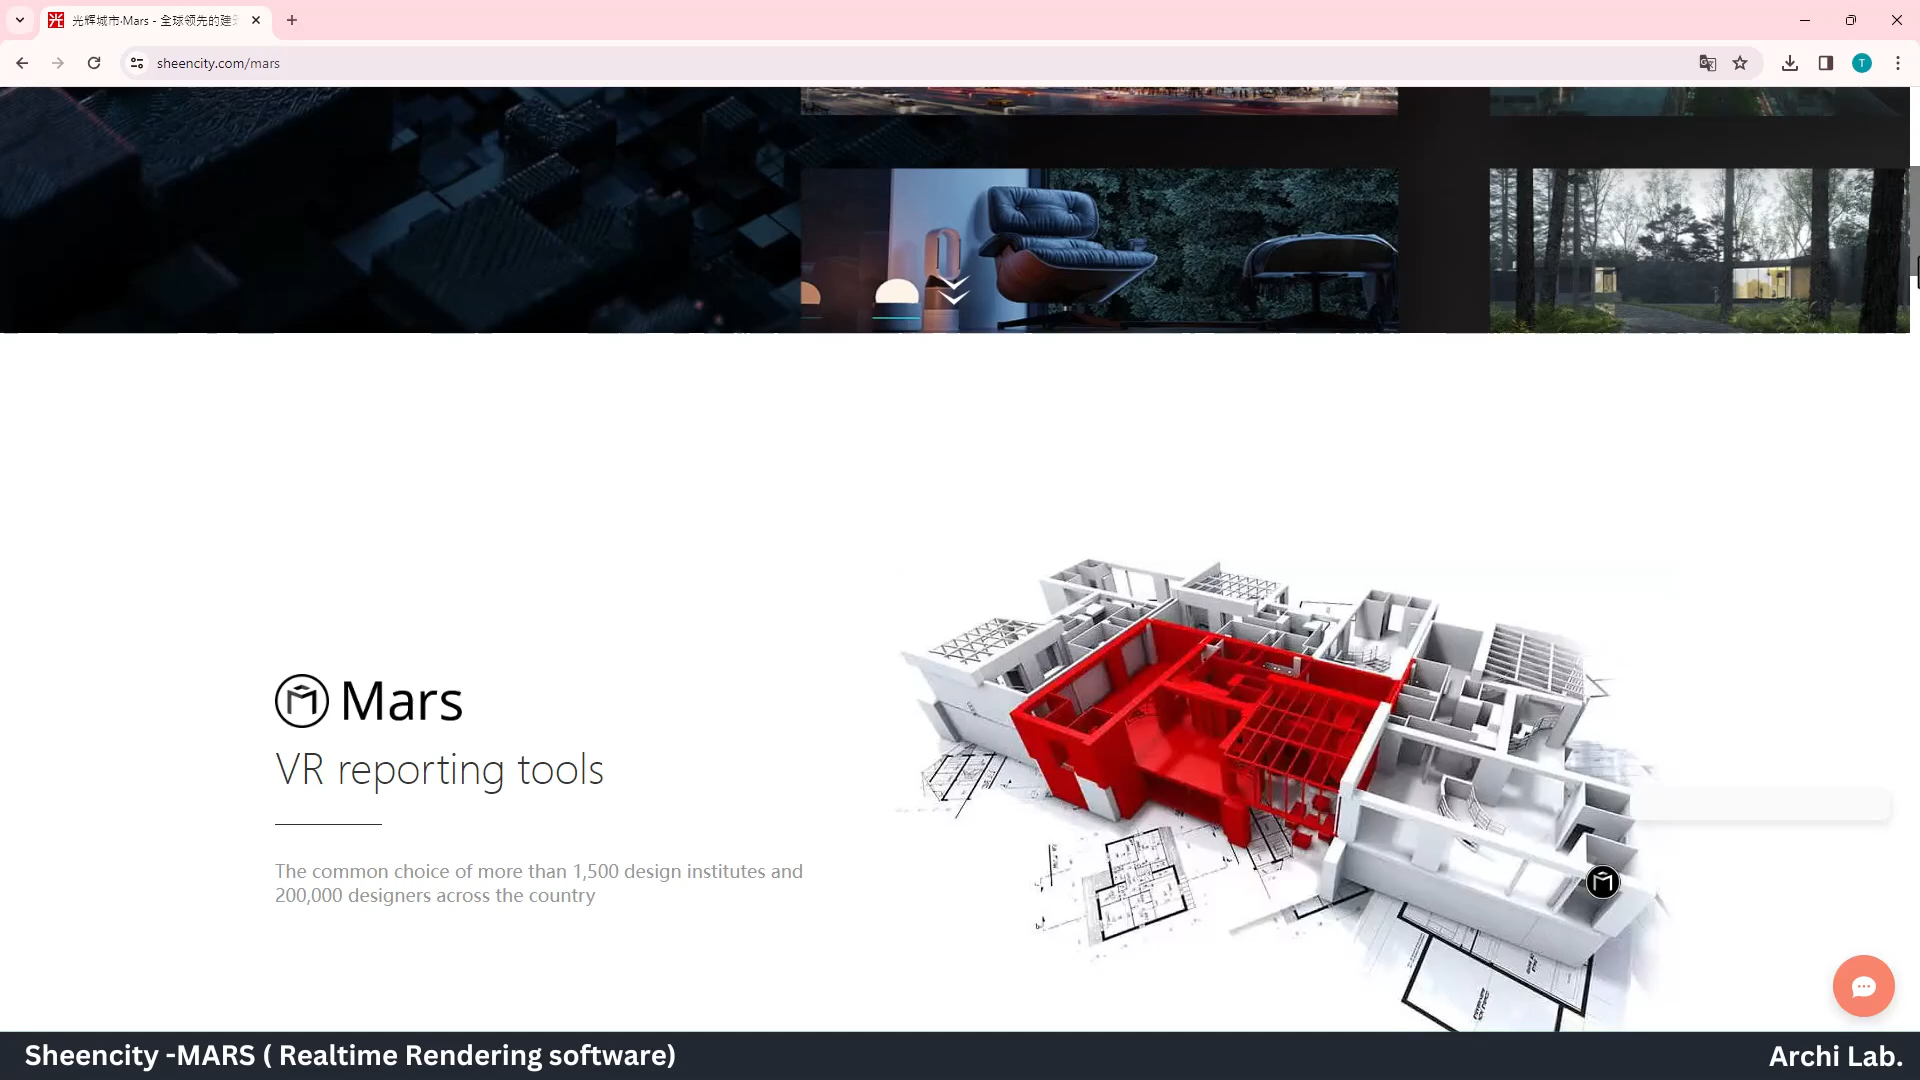 光辉城市·Mars - 全球领先的建
sheencity.com/mars
T
Mars
VR reporting tools
The common choice of more than 1,500 design institutes and
200,000 designers across the country
Sheencity -MARS ( Realtime Rendering software)
Archi Lab.